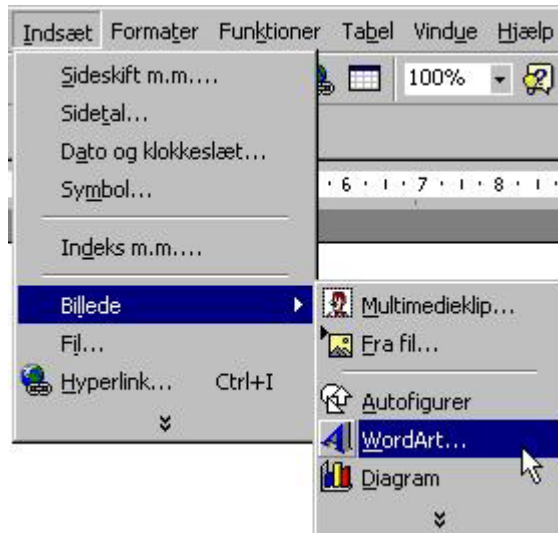 Indsæt Formater Funktioner Tabel Vindue Hjælp
Sideskift m.m....
100%
Sidetal...
Dato og klokkeslæt...
Symbol...
6 7 8
Indeks m.m....
Billede
Multimedieklip...
Fil...
Fra fil...
Hyperlink... Ctrl+I
Autofigurer
WordArt...
Diagram